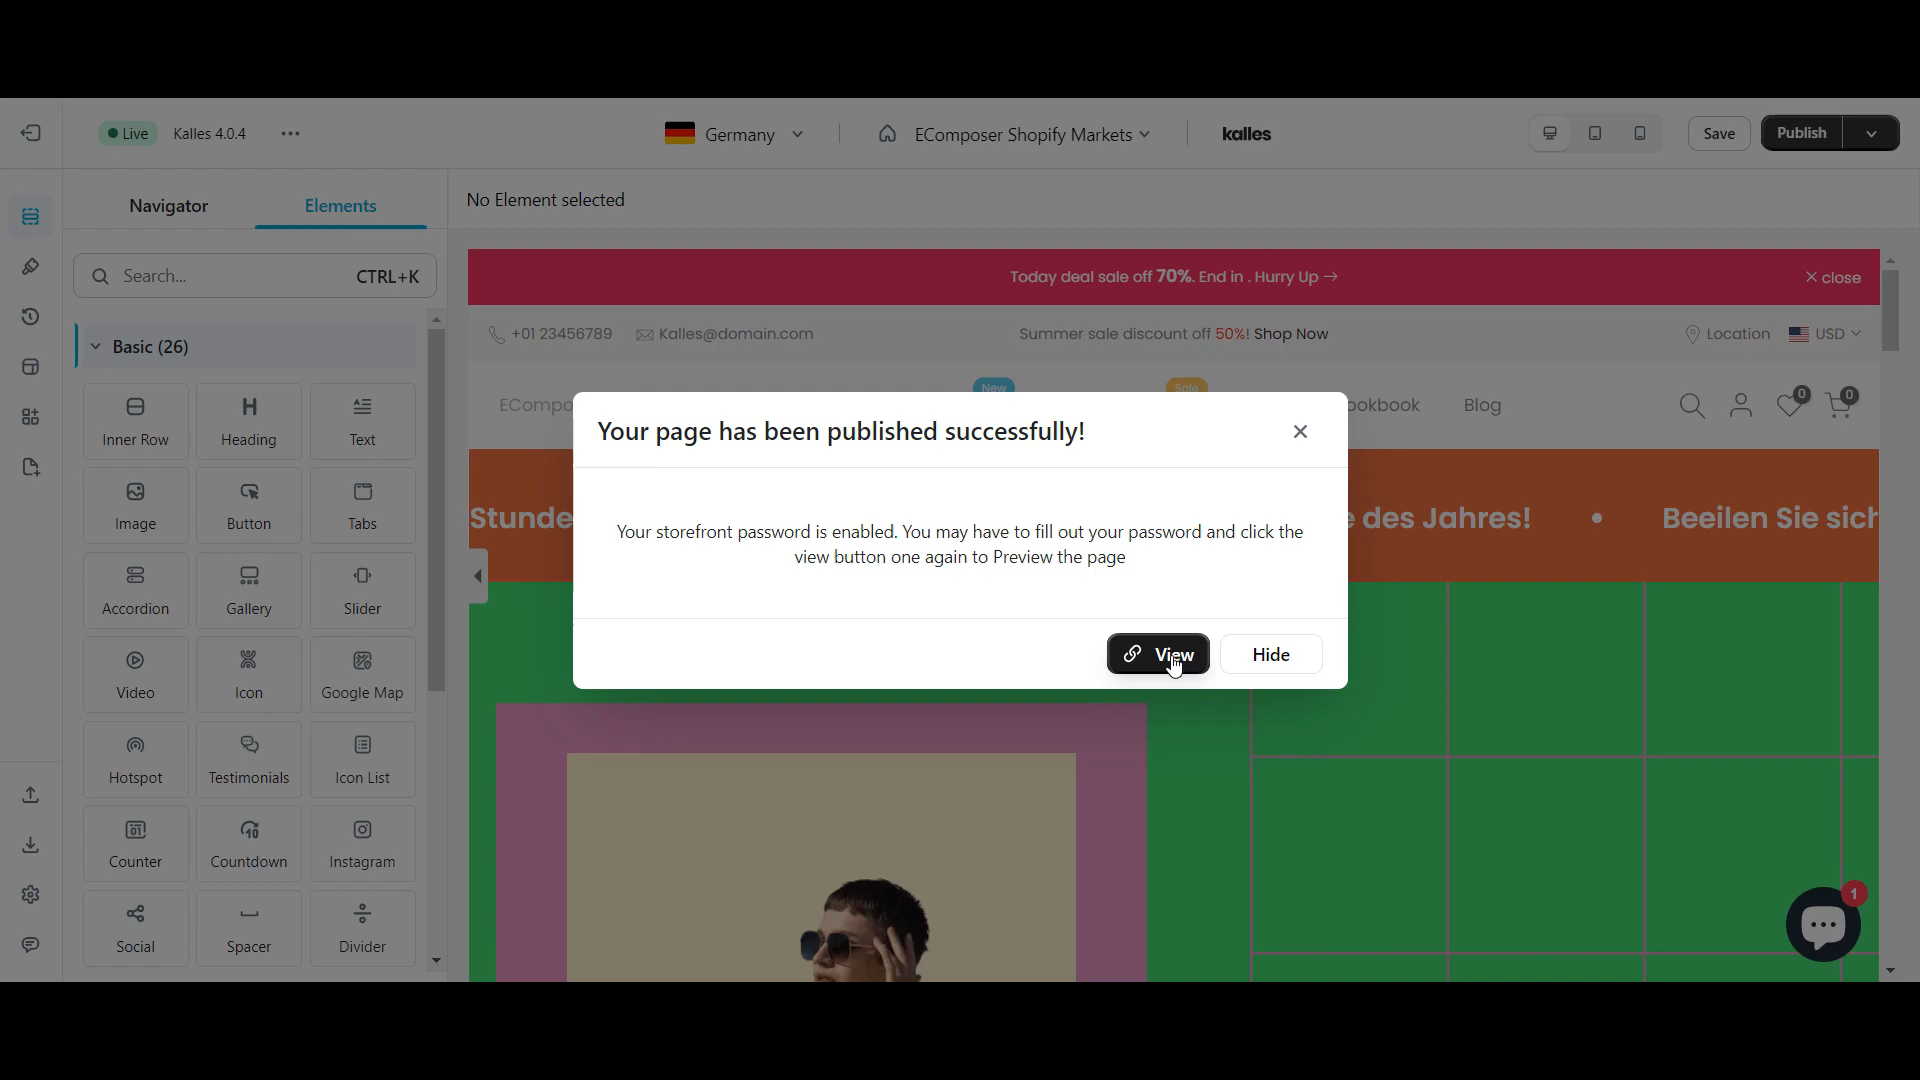 Live Kalles 4.0.4 ••• Germany EComposer Shopify Markets kalles Save Publish
Navigator Elements
No Element selected
Search... CTRL+K
Basic (26)
Inner Row Heading Text
Image Button Tabs
Accordion Gallery Slider
Video Icon Google Map
Hotspot Testimonials Icon List
Counter Countdown Instagram
Social Spacer Divider
Today deal sale off 70%. End in . Hurry Up → × close
+01 23456789 Kalles@domain.com Summer sale discount off 50%! Shop Now Location USD
New Sale
ECompo ookbook Blog 0 0
Stunde e des Jahres! • Beeilen Sie sich
Your page has been published successfully!
Your storefront password is enabled. You may have to fill out your password and click the
view button one again to Preview the page
View Hide
1